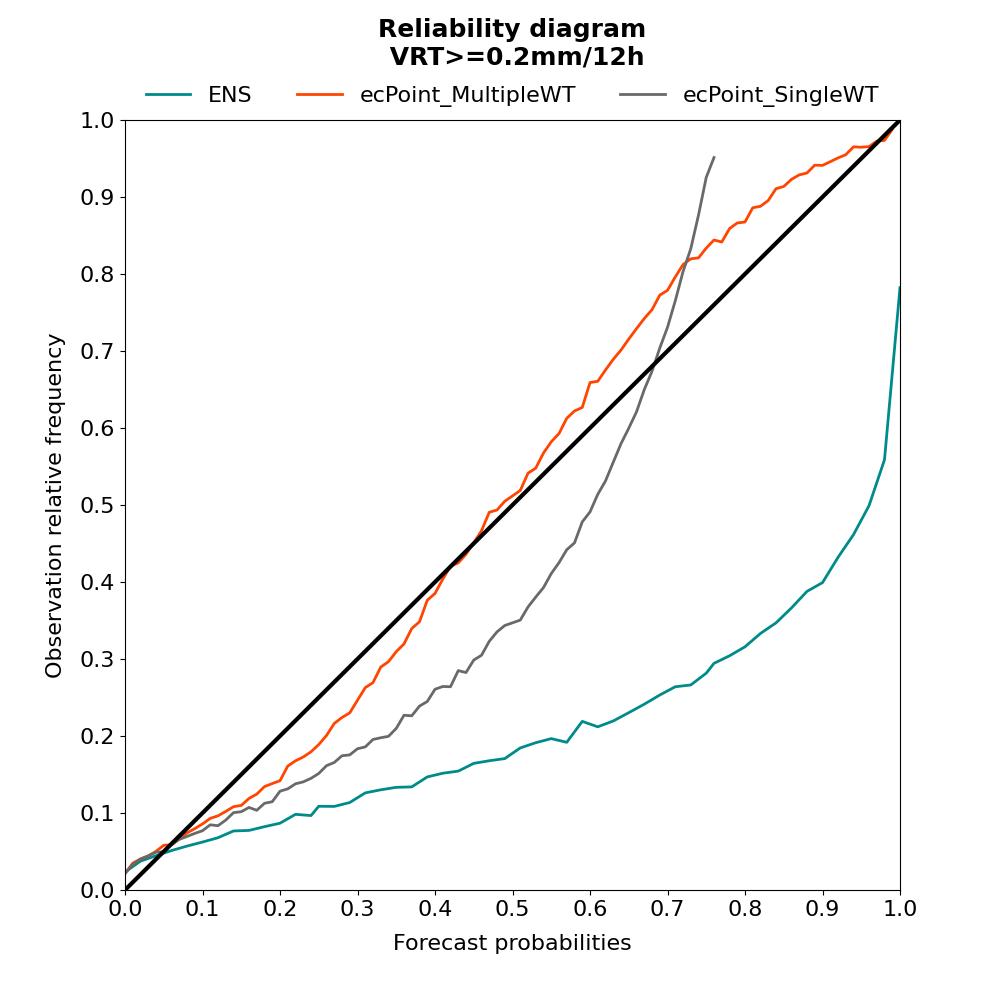 Reliability diagram
VRT>=0.2mm/12h
ENS ecPoint_MultipleWT ecPoint_SingleWT
1.0
0.9
0.8
0.7
0.6
0.5
0.4
0.3
0.2
0.1
0.0
Observation relative frequency
0.0 0.1 0.2 0.3 0.4 0.5 0.6 0.7 0.8 0.9 1.0
Forecast probabilities